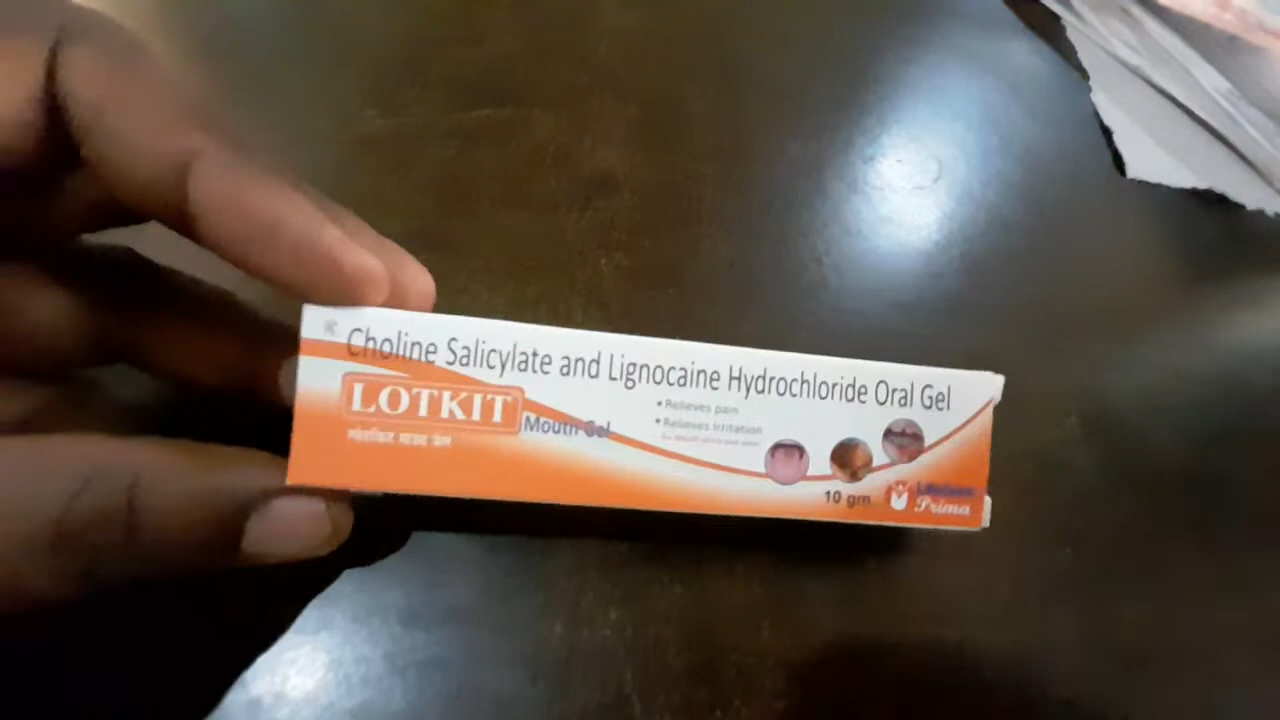 Choline Salicylate and Lignocaine Hydrochloride Oral Gel
LOTKIT
Mouth Gel
• Relieves pain
• Relieves Irritation
10 gm
Prima